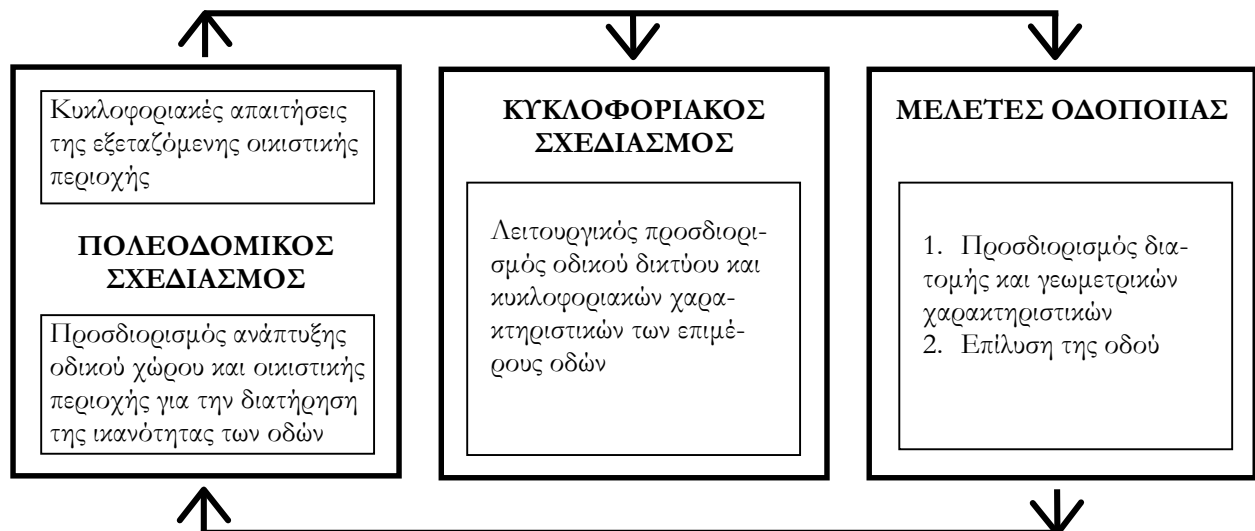 Κυκλοφοριακές απαιτήσεις
της εξεταζόμενης οικιστικής
περιοχής
ΠΟΛΕΟΔΟΜΙΚΟΣ
ΣΧΕΔΙΑΣΜΟΣ
Προσδιορισμός ανάπτυξης
οδικού χώρου και οικιστικής
περιοχής για την διατήρηση
της ικανότητας των οδών
ΚΥΚΛΟΦΟΡΙΑΚΟΣ
ΣΧΕΔΙΑΣΜΟΣ
Λειτουργικός προσδιορι-
σμός οδικού δικτύου και
κυκλοφοριακών χαρα-
κτηριστικών των επιμέ-
ρους οδών
ΜΕΛΕΤΕΣ ΟΔΟΠΟΙΙΑΣ
1. Προσδιορισμός δια-
τομής και γεωμετρικών
χαρακτηριστικών
2. Επίλυση της οδού